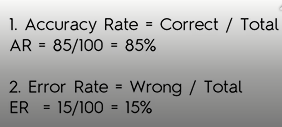 1. Accuracy Rate = Correct / Total
AR = 85/100 = 85%
2. Error Rate = Wrong / Total
ER = 15/100 = 15%